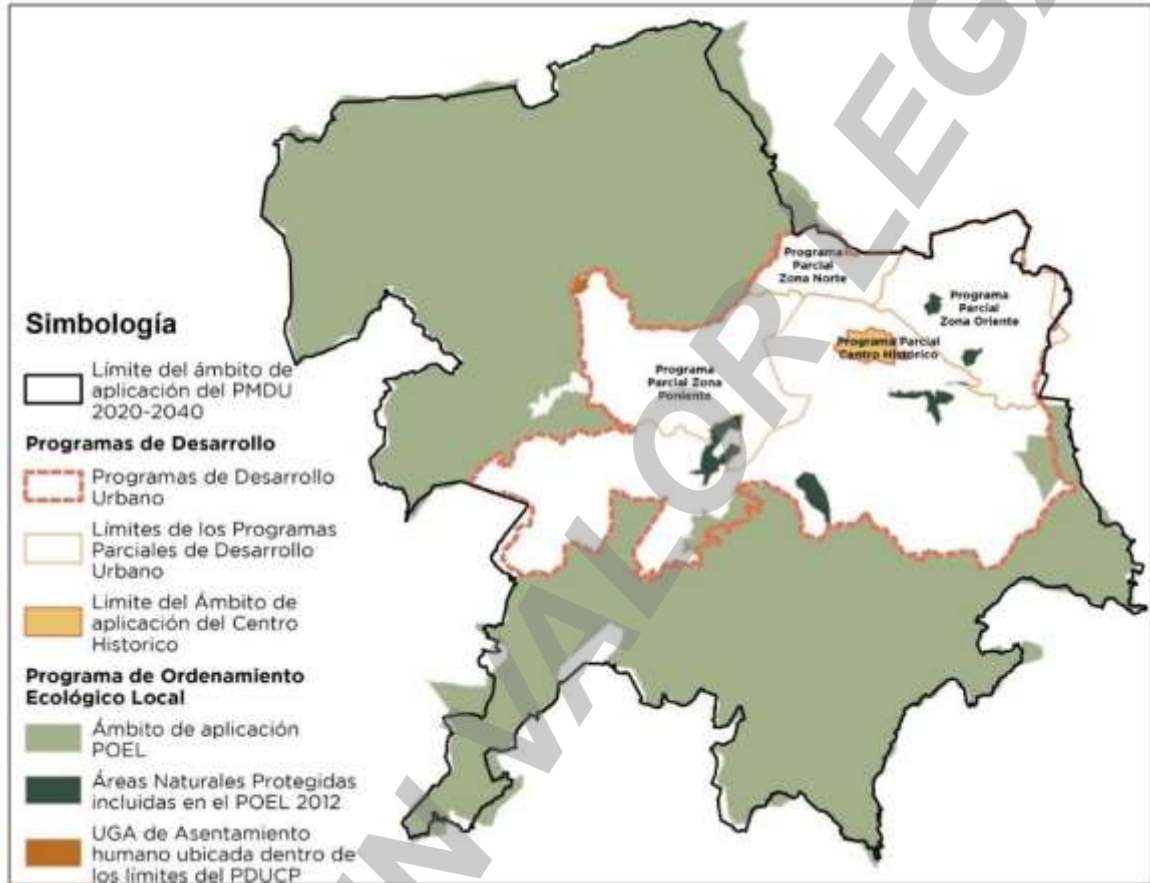 Programa
Parcial
Zona Norte
Programa
Parcial
Zona Oriente
Programa Parcial
Centro Histórico
Programa
Parcial Zona
Poniente
Simbología
Límite del ámbito de
aplicación del PMDU
2020-2040
Programas de Desarrollo
Programas de Desarrollo
Urbano
Límites de los Programas
Parciales de Desarrollo
Urbano
Limite del Ámbito de
aplicación del Centro
Historico
Programa de Ordenamiento
Ecológico Local
Ámbito de aplicación
POEL
Áreas Naturales Protegidas
incluidas en el POEL 2012
UGA de Asentamiento
humano ubicada dentro de
los límites del PDUCP
VALOR